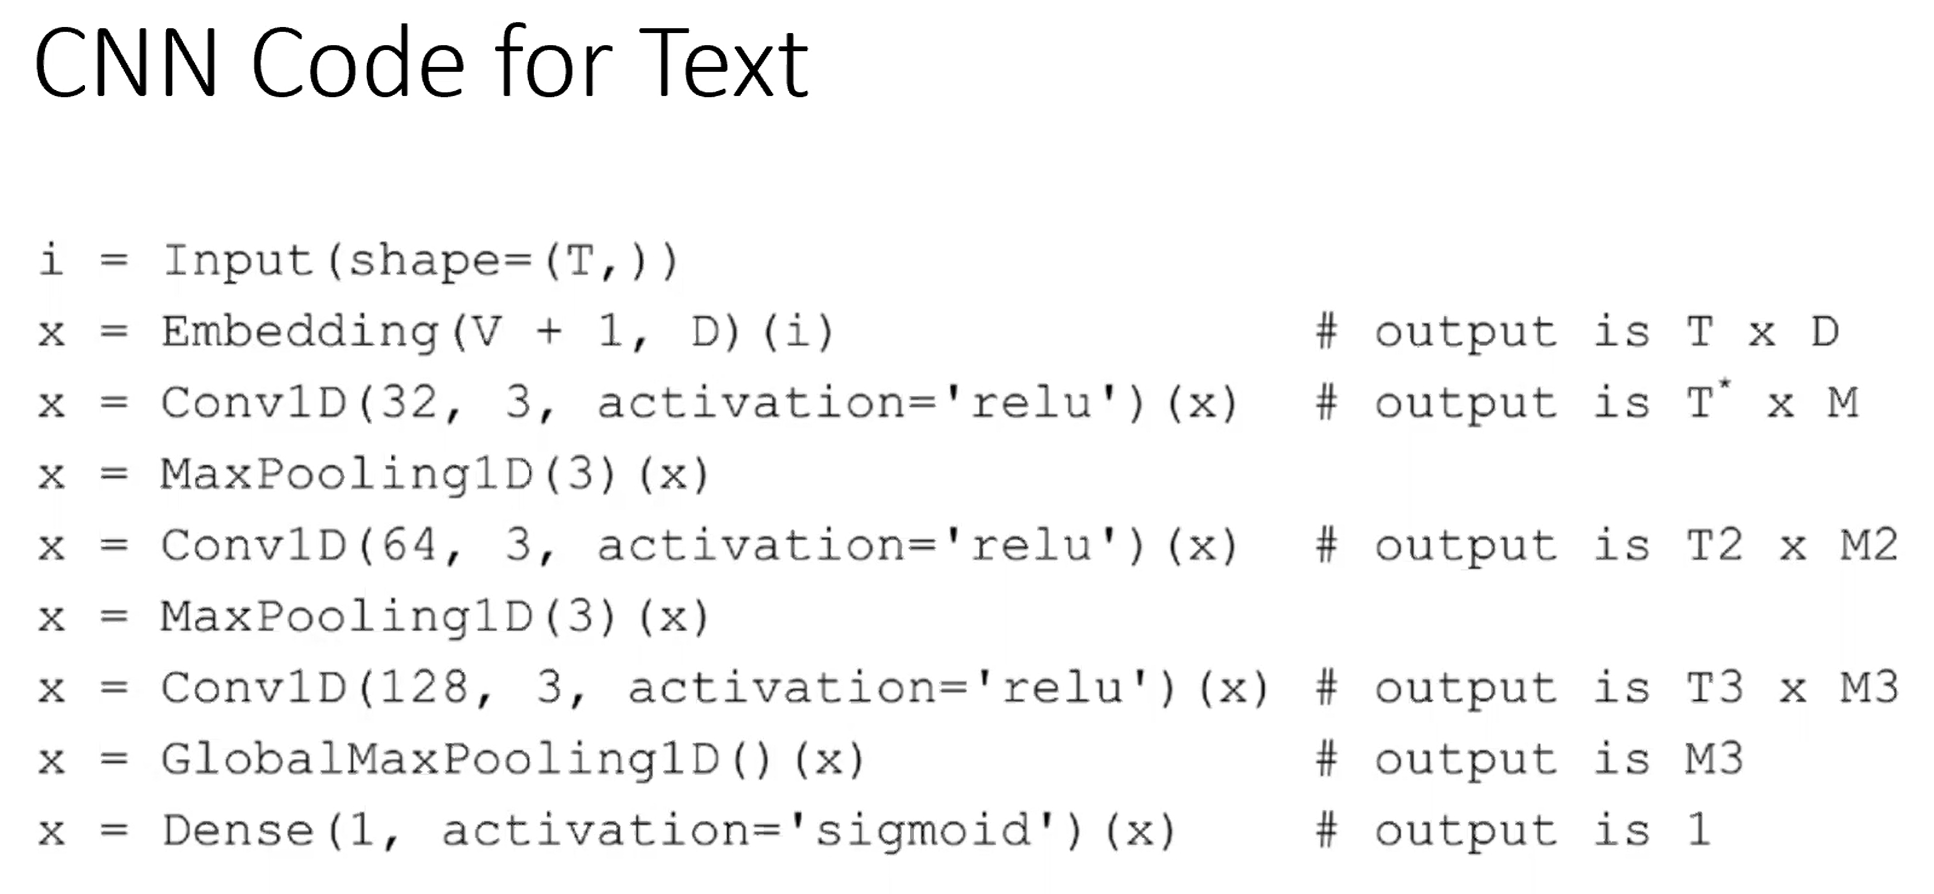 CNN Code for Text
i = Input(shape=(T,))
x = Embedding(V + 1, D)(i) # output is T x D
x = Conv1D(32, 3, activation='relu')(x) # output is T* x M
x = MaxPooling1D(3)(x)
x = Conv1D(64, 3, activation='relu')(x) # output is T2 x M2
x = MaxPooling1D(3)(x)
x = Conv1D(128, 3, activation='relu')(x) # output is T3 x M3
x = GlobalMaxPooling1D()(x) # output is M3
x = Dense(1, activation='sigmoid')(x) # output is 1